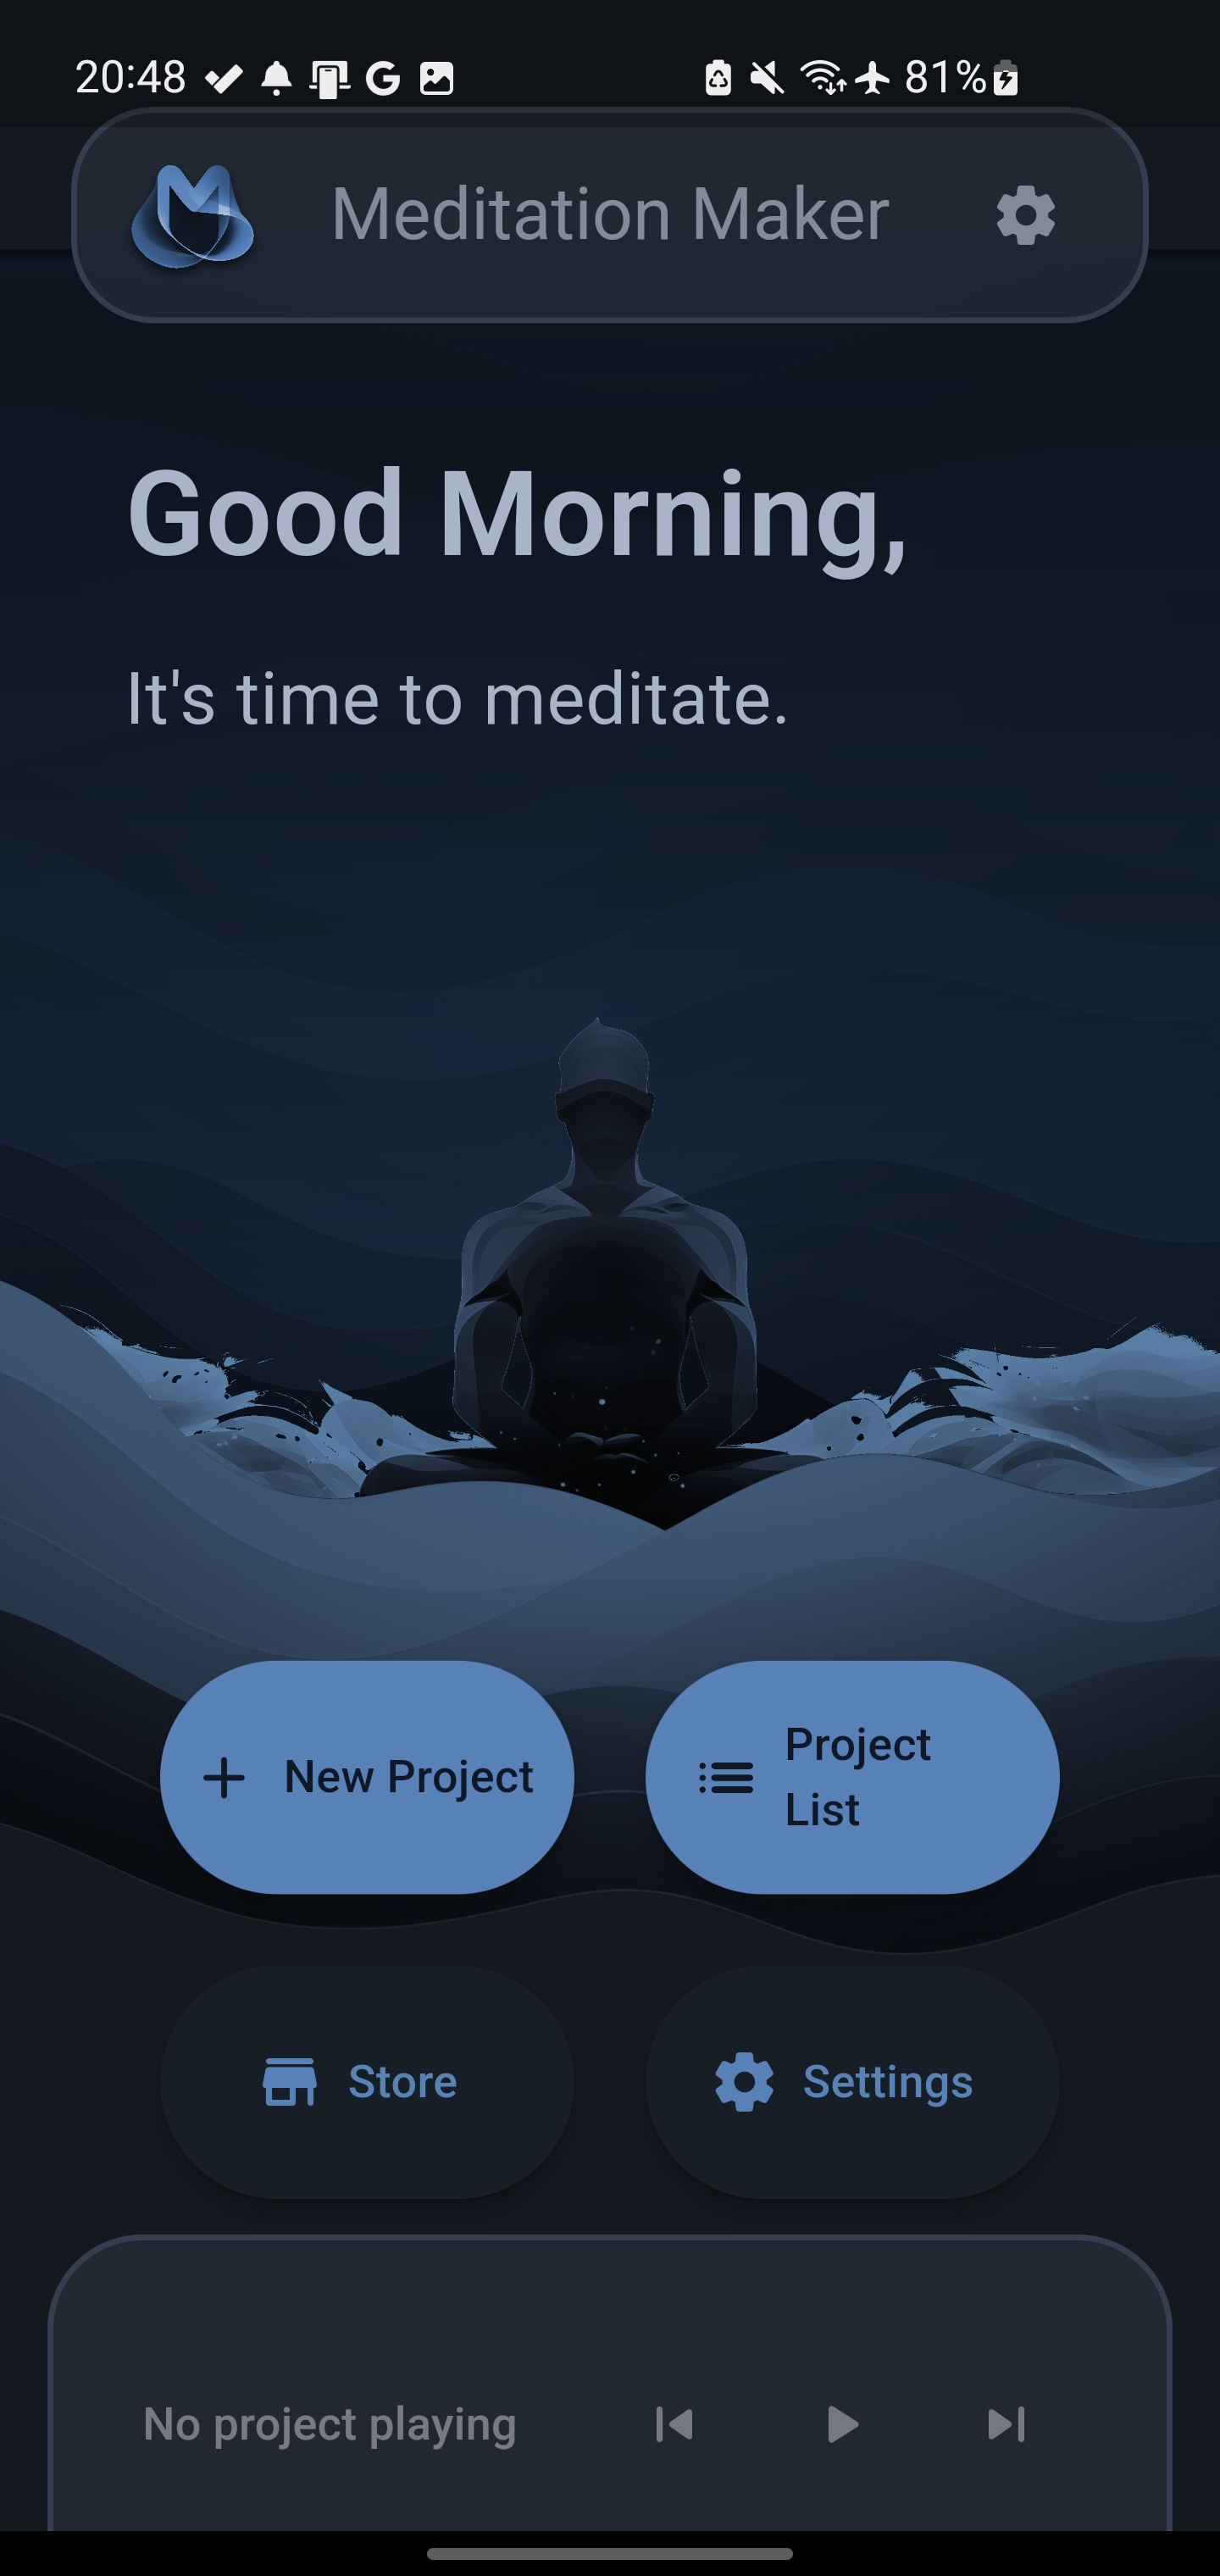 20:48 81%
Meditation Maker
Good Morning,
It's time to meditate.
New Project
Project
List
Store
Settings
No project playing